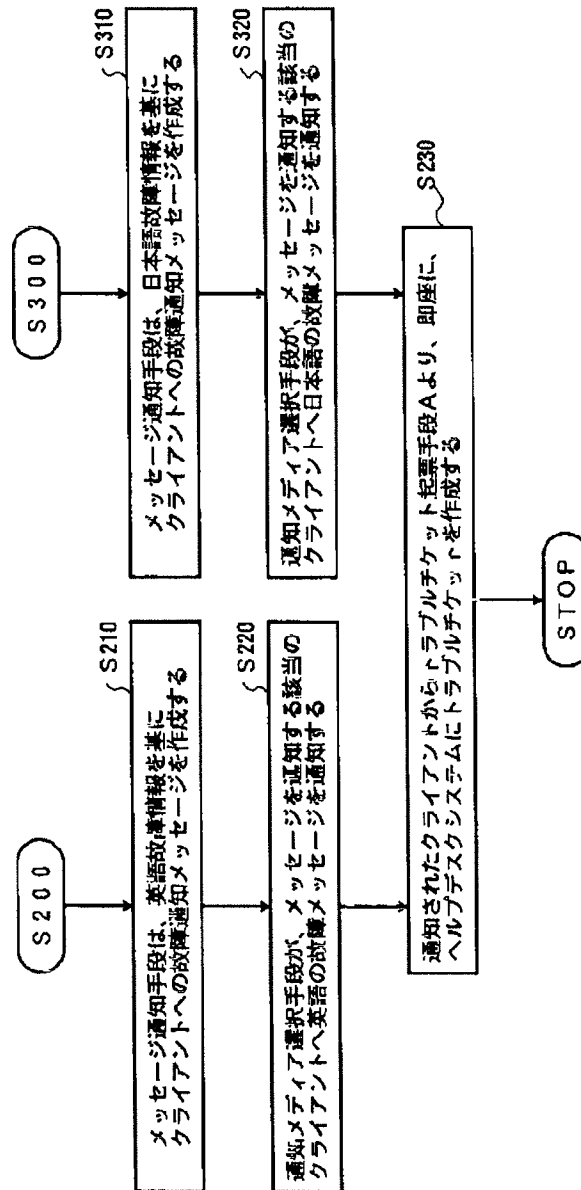 S200
S210
メッセージ通知手段は、英語故障情報を基に
クライアントへの故障通知メッセージを作成する
S220
通知メディア選択手段が、メッセージを通知する該当の
クライアントへ英語の故障メッセージを通知する
S300
S310
メッセージ通知手段は、日本語故障情報を基に
クライアントへの故障通知メッセージを作成する
S320
通知メディア選択手段が、メッセージを通知する該当の
クライアントへ日本語の故障メッセージを通知する
S230
通知されたクライアントからトラブルチケット起票手段Aより、即座に、
ヘルプデスクシステムにトラブルチケットを作成する
STOP